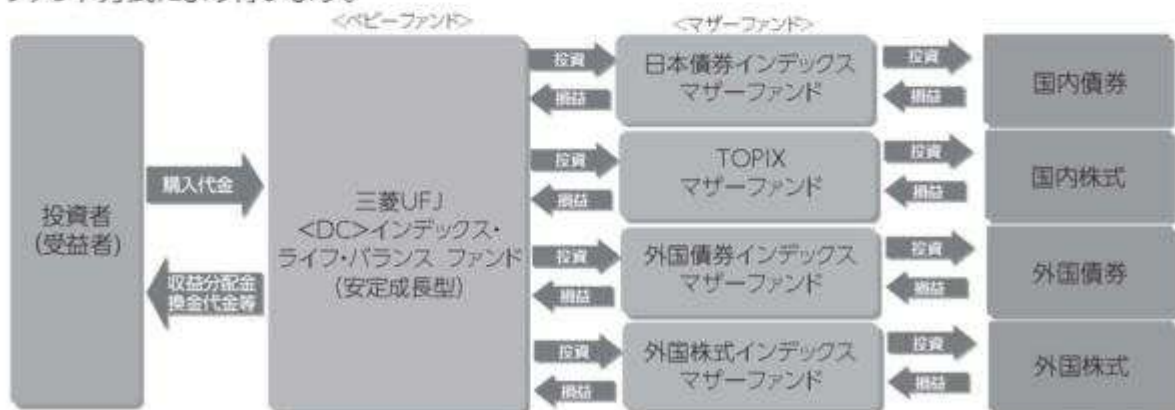 <ベビーファンド>
<マザーファンド>
投資者
(受益者)
購入代金
収益分配金
換金代金等
三菱UFJ
<DC>インデックス・
ライフ・バランス ファンド
(安定成長型)
投資
損益
日本債券インデックス
マザーファンド
投資
損益
国内債券
投資
損益
TOPIX
マザーファンド
投資
損益
国内株式
投資
損益
外国債券インデックス
マザーファンド
投資
損益
外国債券
投資
損益
外国株式インデックス
マザーファンド
投資
損益
外国株式